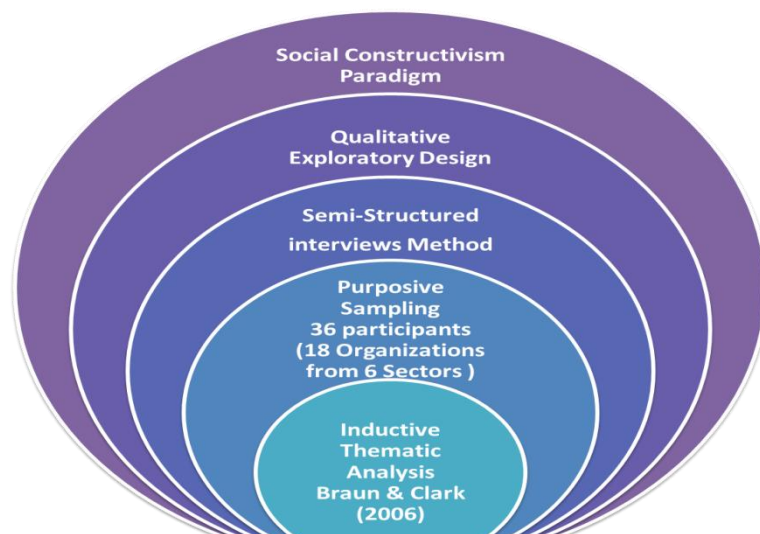 Social Constructivism
Paradigm
Qualitative
Exploratory Design
Semi-Structured
interviews Method
Purposive
Sampling
36 participants
(18 Organizations
from 6 Sectors )
Inductive
Thematic
Analysis
Braun & Clark
(2006)